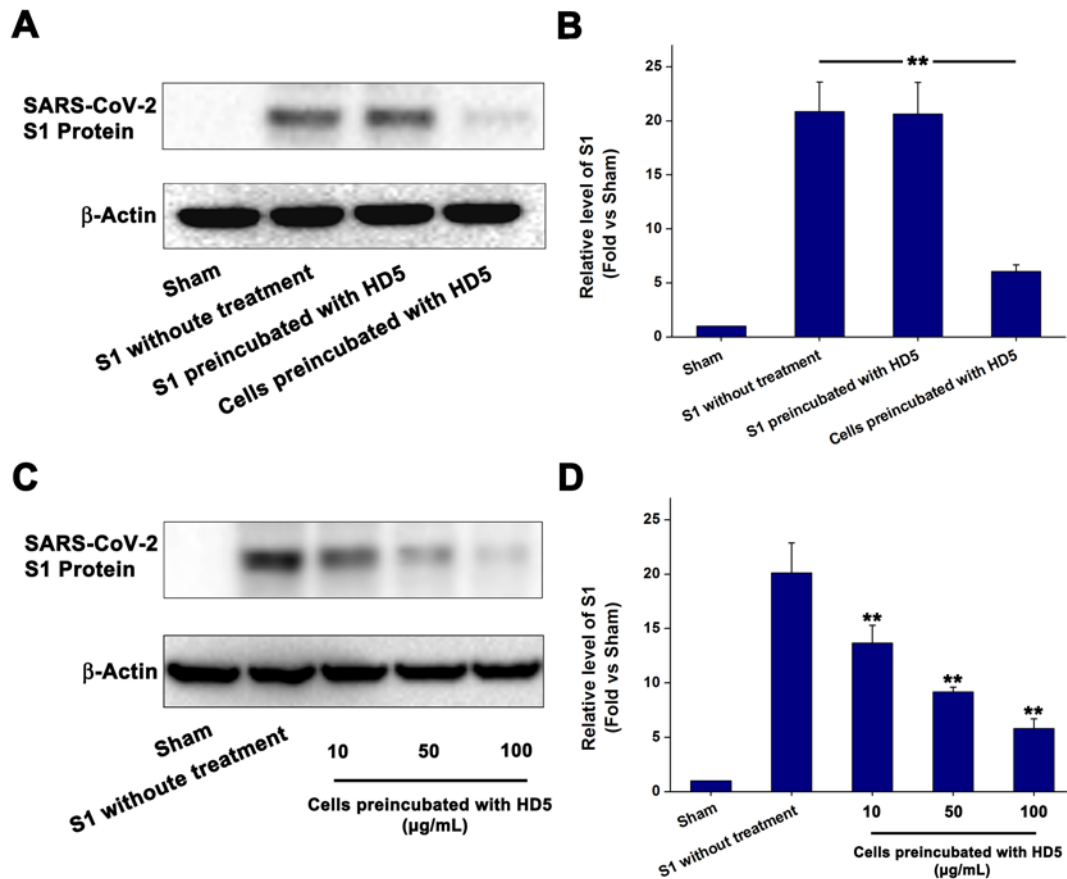 A
SARS-CoV-2
S1 Protein
β-Actin
Sham
S1 withoute treatment
S1 preincubated with HD5
Cells preincubated with HD5
B
Relative level of S1
(Fold vs Sham)
25
20
15
10
5
0
**
Sham
S1 without treatment
S1 preincubated with HD5
Cells preincubated with HD5
C
SARS-CoV-2
S1 Protein
β-Actin
Sham
S1 withoute treatment
10 50 100
Cells preincubated with HD5
(μg/mL)
D
Relative level of S1
(Fold vs Sham)
25
20
15
10
5
0
**
**
**
Sham
S1 without treatment
10 50 100
Cells preincubated with HD5
(μg/mL)